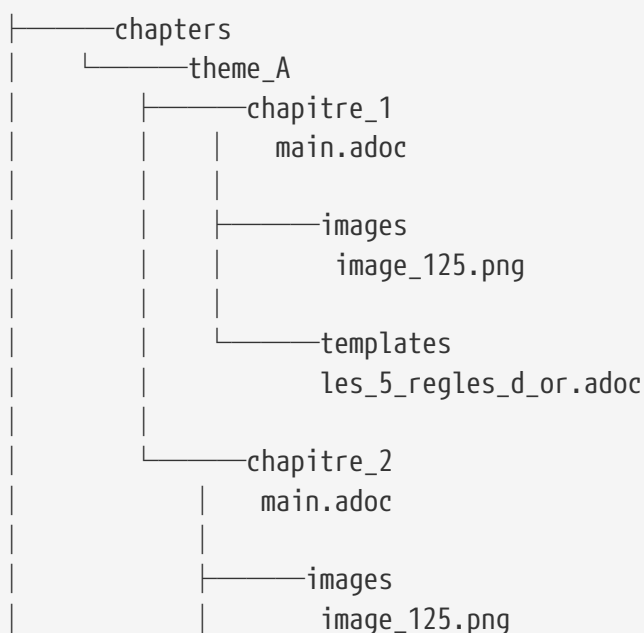 ├───────chapters
│    └───────theme_A
│         ├───────chapitre_1
│         │    │    main.adoc
│         │    │
│         │    ├───────images
│         │    │        image_125.png
│         │    │
│         │    └───────templates
│         │             les_5_regles_d_or.adoc
│         │
│         └───────chapitre_2
│              │    main.adoc
│              │
│              ├───────images
│              │        image_125.png